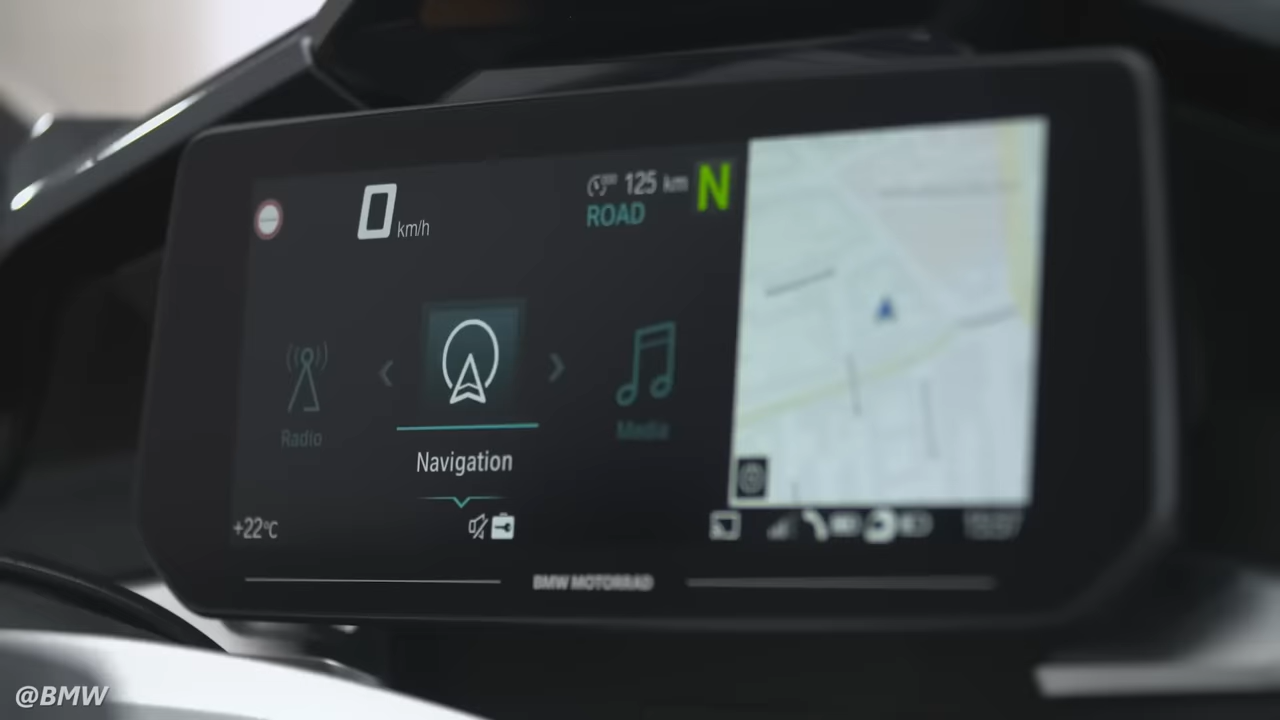 0 km/h
125 km N
ROAD
Radio
Navigation
Media
+22°C
BMW MOTORRAD
@BMW